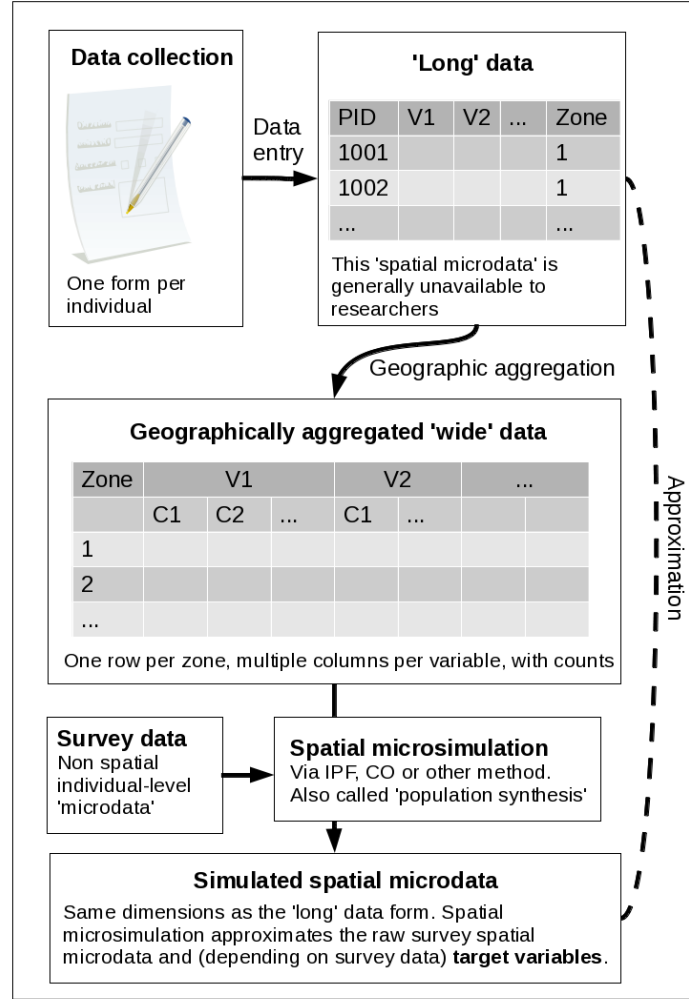 Data collection
One form per
individual
Data
entry
'Long' data
PID V1 V2 ... Zone
1001 1
1002 1
... ...
This 'spatial microdata' is
generally unavailable to
researchers
Geographic aggregation
Geographically aggregated 'wide' data
Zone V1 V2 ...
C1 C2 ... C1 ...
1
2
...
One row per zone, multiple columns per variable, with counts
Approximation
Survey data
Non spatial
individual-level
'microdata'
Spatial microsimulation
Via IPF, CO or other method.
Also called 'population synthesis'
Simulated spatial microdata
Same dimensions as the 'long' data form. Spatial
microsimulation approximates the raw survey spatial
microdata and (depending on survey data) target variables.